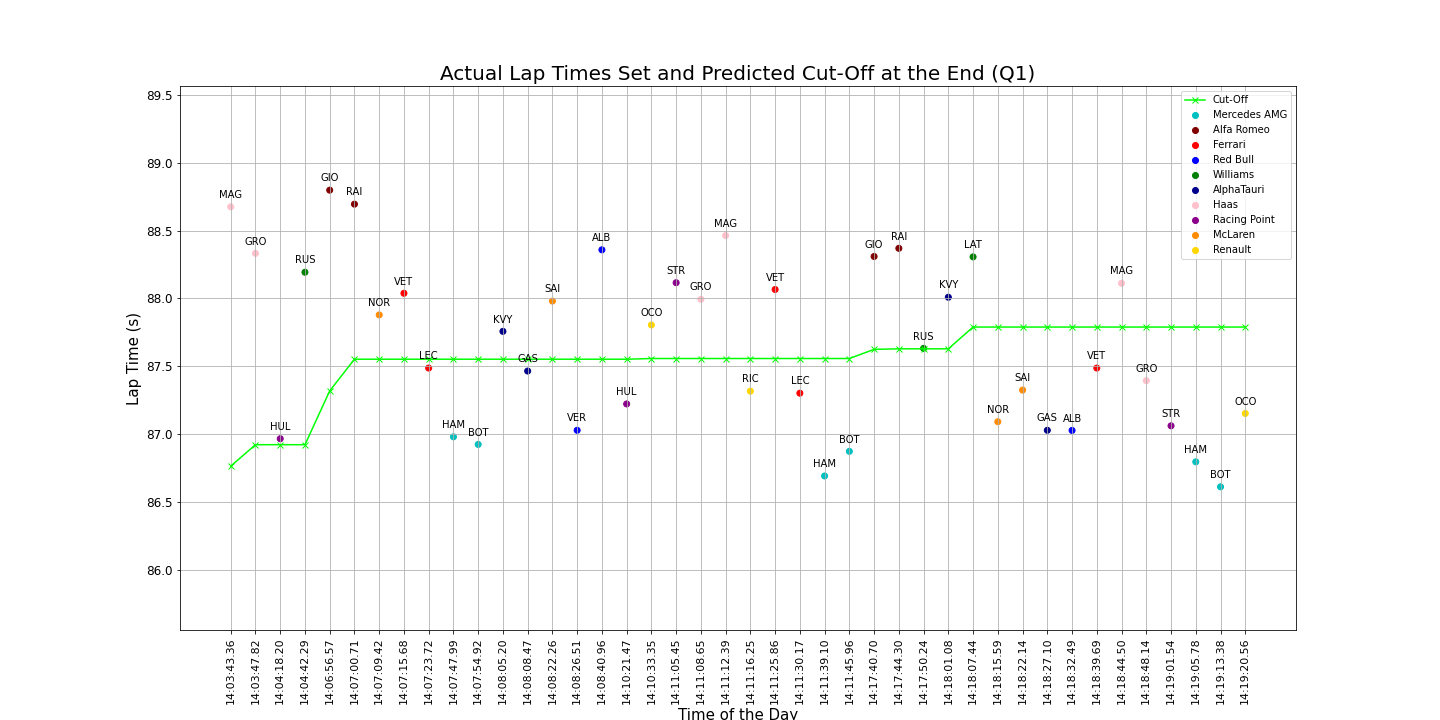 Actual Lap Times Set and Predicted Cut-Off at the End (Q1)
Lap Time (s)
89.5
89.0
88.5
88.0
87.5
87.0
86.5
86.0
Cut-Off
Mercedes AMG
Alfa Romeo
Ferrari
Red Bull
Williams
AlphaTauri
Haas
Racing Point
McLaren
Renault
MAG
GRO
HUL
RUS
GIO
RAI
NOR
VET
LEC
HAM
BOT
KVY
GAS
SAI
VER
ALB
HUL
OCO
STR
GRO
MAG
RIC
VET
LEC
HAM
BOT
GIO
RAI
RUS
KVY
LAT
NOR
SAI
GAS
ALB
VET
MAG
GRO
STR
HAM
BOT
OCO
14:03:43.36
14:03:47.82
14:04:18.20
14:04:42.29
14:06:56.57
14:07:00.71
14:07:09.42
14:07:15.68
14:07:23.72
14:07:47.99
14:07:54.92
14:08:05.20
14:08:08.47
14:08:22.26
14:08:26.51
14:08:40.96
14:10:21.47
14:10:33.35
14:11:05.45
14:11:08.65
14:11:12.39
14:11:16.25
14:11:25.86
14:11:30.17
14:11:39.10
14:11:45.96
14:17:40.70
14:17:44.30
14:17:50.24
14:18:01.08
14:18:07.44
14:18:15.59
14:18:22.14
14:18:27.10
14:18:32.49
14:18:39.69
14:18:44.50
14:18:48.14
14:19:01.54
14:19:05.78
14:19:13.38
14:19:20.56
Time of the Day